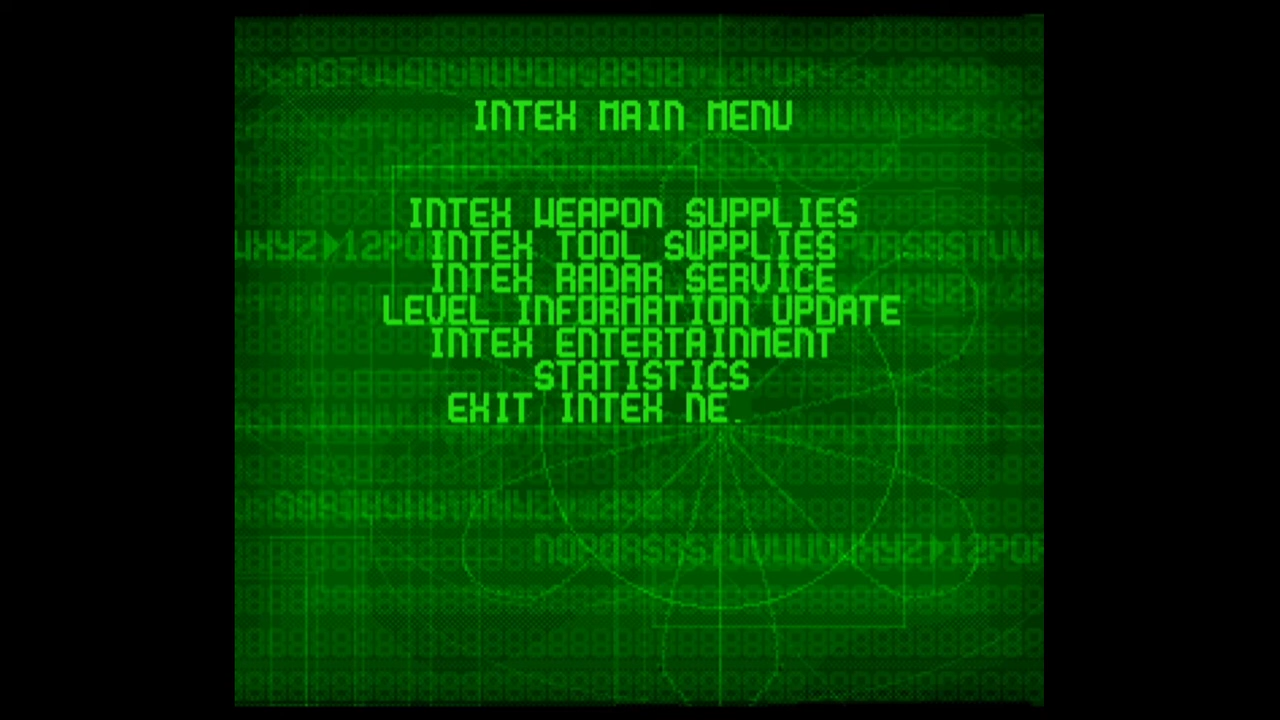 INTEX MAIN MENU
INTEX WEAPON SUPPLIES
INTEX TOOL SUPPLIES
INTEX RADAR SERVICE
LEVEL INFORMATION UPDATE
INTEX ENTERTAINMENT
STATISTICS
EXIT INTEX NE.